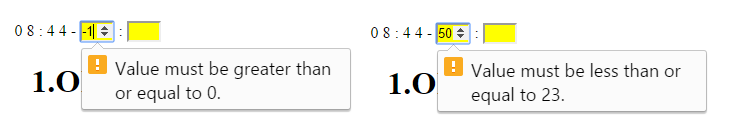 0 8 : 4 4 - -1 :
Value must be greater than
or equal to 0.
1.O
0 8 : 4 4 - 50 :
Value must be less than or
equal to 23.
1.O